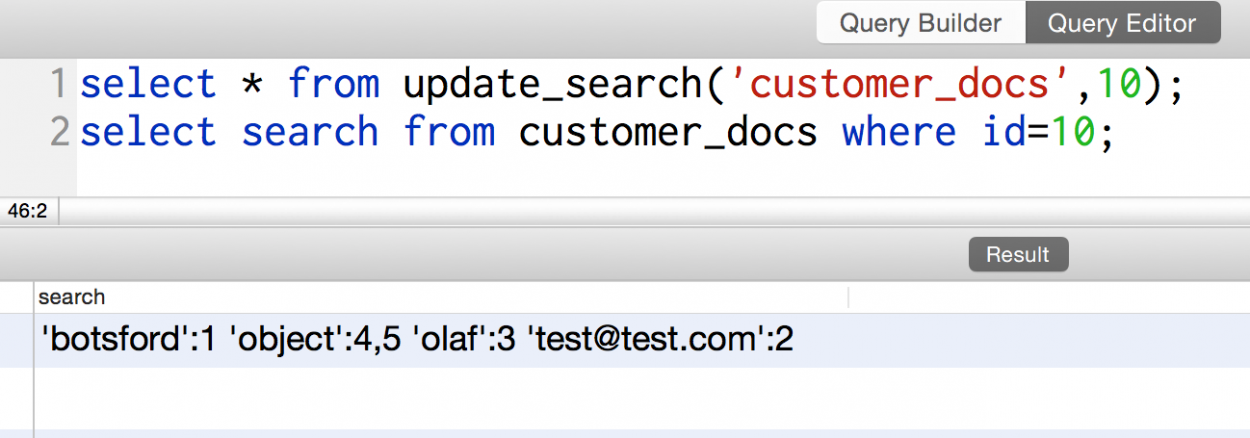 Query Builder Query Editor
1 select * from update_search('customer_docs',10);
2 select search from customer_docs where id=10;
46:2
Result
search
'botsford':1 'object':4,5 'olaf':3 'test@test.com':2